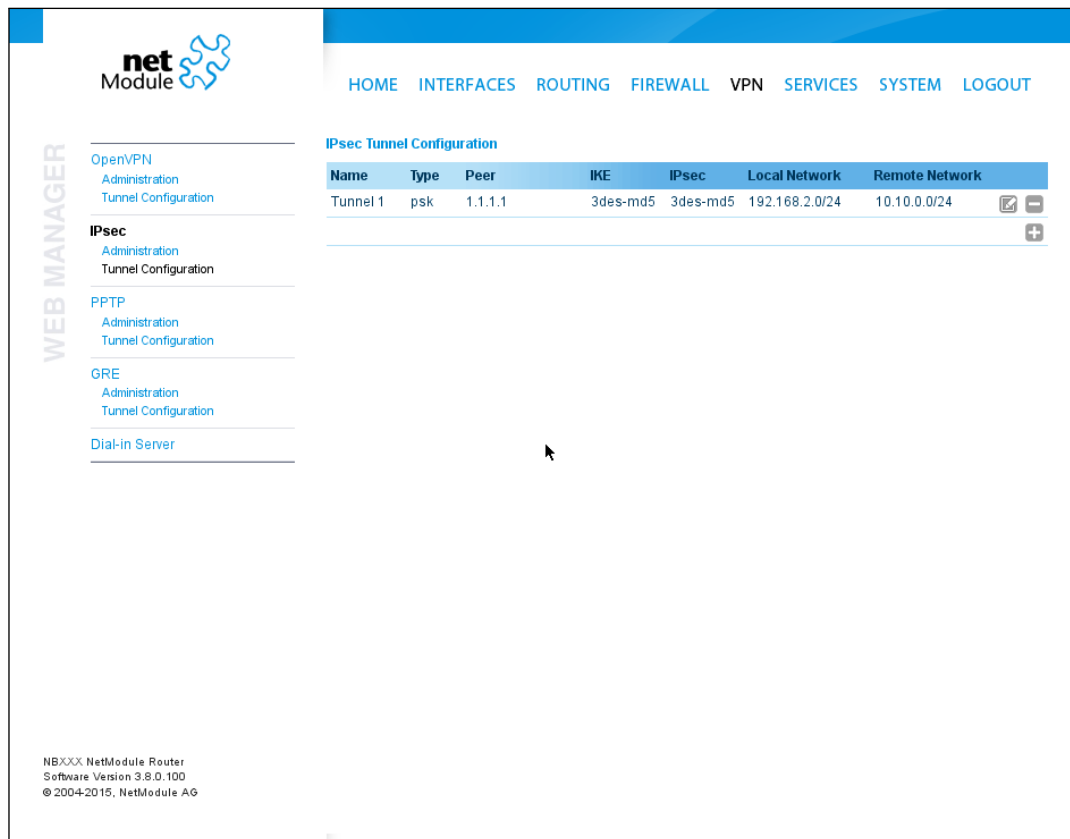 net
Module
HOME INTERFACES ROUTING FIREWALL VPN SERVICES SYSTEM LOGOUT
WEB MANAGER
OpenVPN
Administration
Tunnel Configuration
IPsec
Administration
Tunnel Configuration
PPTP
Administration
Tunnel Configuration
GRE
Administration
Tunnel Configuration
Dial-in Server
IPsec Tunnel Configuration
Name Type Peer IKE IPsec Local Network Remote Network
Tunnel 1 psk 1.1.1.1 3des-md5 3des-md5 192.168.2.0/24 10.10.0.0/24
NBXXX NetModule Router
Software Version 3.8.0.100
© 2004-2015, NetModule AG